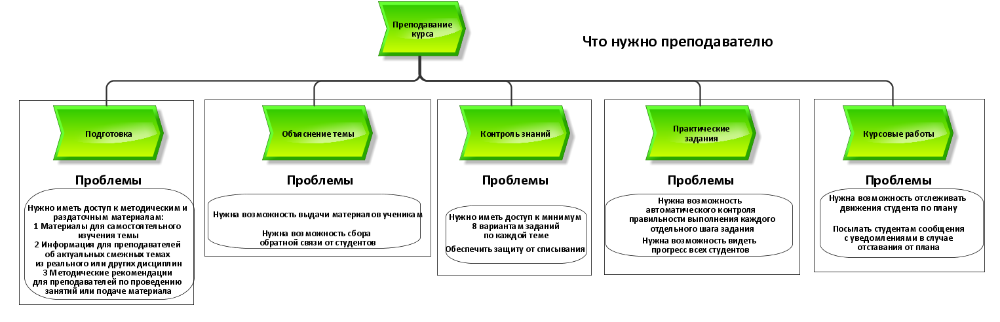 Преподавание
курса
Что нужно преподавателю
Подготовка
Проблемы
Нужно иметь доступ к методическим и
раздаточным материалам:
1 Материалы для самостоятельного
изучения темы
2 Информация для преподавателей
об актуальных смежных темах
из реального или других дисциплин
3 Методические рекомендации
для преподавателей по проведению
занятий или подаче материала
Объяснение темы
Проблемы
Нужна возможность выдачи материалов ученикам
Нужна возможность сбора
обратной связи от студентов
Контроль знаний
Проблемы
Нужно иметь доступ к минимум
8 вариантам заданий
по каждой теме
Обеспечить защиту от списывания
Практические
задания
Проблемы
Нужна возможность
автоматического контроля
правильности выполнения каждого
отдельного шага задания
Нужна возможность видеть
прогресс всех студентов
Курсовые работы
Проблемы
Нужна возможность отслеживать
движения студента по плану
Посылать студентам сообщения
с уведомлениями в случае
отставания от плана